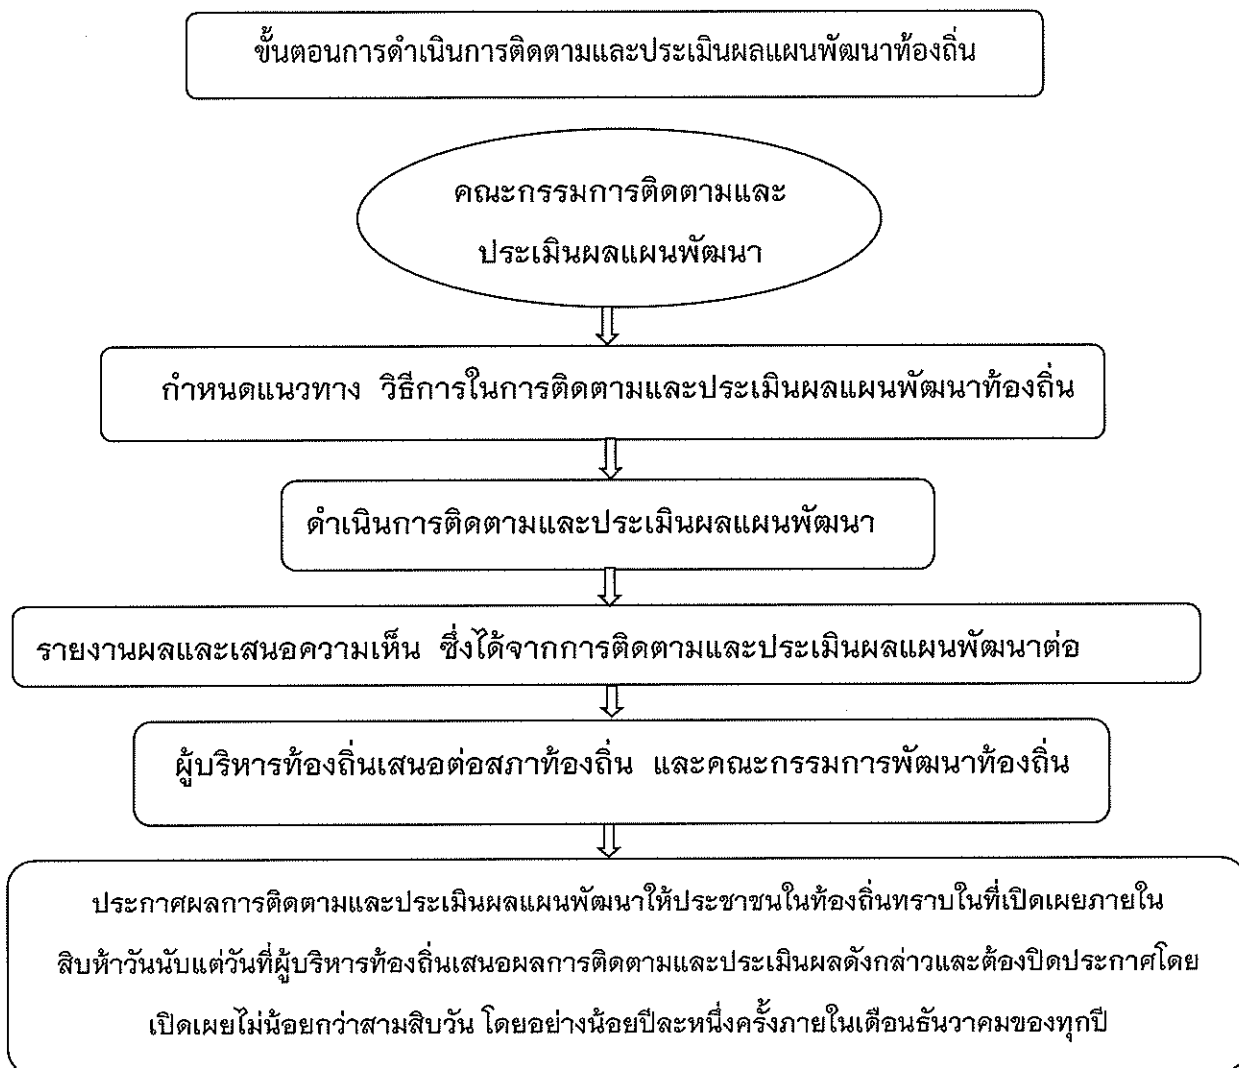 ขั้นตอนการดำเนินการติดตามและประเมินผลแผนพัฒนาท้องถิ่น
คณะกรรมการติดตามและ
ประเมินผลแผนพัฒนา
กำหนดแนวทาง วิธีการในการติดตามและประเมินผลแผนพัฒนาท้องถิ่น
ดำเนินการติดตามและประเมินผลแผนพัฒนา
รายงานผลและเสนอความเห็น ซึ่งได้จากการติดตามและประเมินผลแผนพัฒนาต่อ
ผู้บริหารท้องถิ่นเสนอต่อสภาท้องถิ่น และคณะกรรมการพัฒนาท้องถิ่น
ประกาศผลการติดตามและประเมินผลแผนพัฒนาให้ประชาชนในท้องถิ่นทราบในที่เปิดเผยภายใน
สิบห้าวันนับแต่วันที่ผู้บริหารท้องถิ่นเสนอผลการติดตามและประเมินผลดังกล่าวและต้องปิดประกาศโดย
เปิดเผยไม่น้อยกว่าสามสิบวัน โดยอย่างน้อยปีละหนึ่งครั้งภายในเดือนธันวาคมของทุกปี